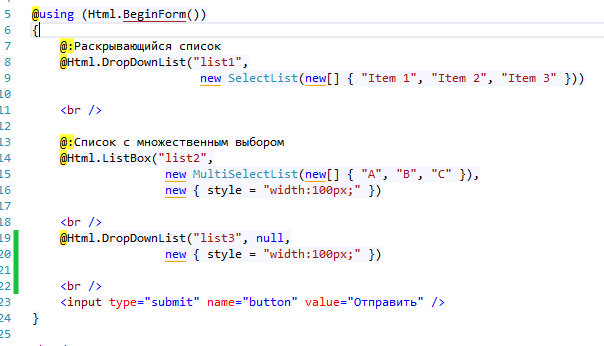 5 @using (Html.BeginForm())
6 {
7 @:Раскрывающийся список
8 @Html.DropDownList("list1",
9 new SelectList(new[] { "Item 1", "Item 2", "Item 3" }))
10
11 <br />
12
13 @:Список с множественным выбором
14 @Html.ListBox("list2",
15 new MultiSelectList(new[] { "A", "B", "C" }),
16 new { style = "width:100px;" })
17
18 <br />
19 @Html.DropDownList("list3", null,
20 new { style = "width:100px;" })
21
22 <br />
23 <input type="submit" name="button" value="Отправить" />
24 }
25